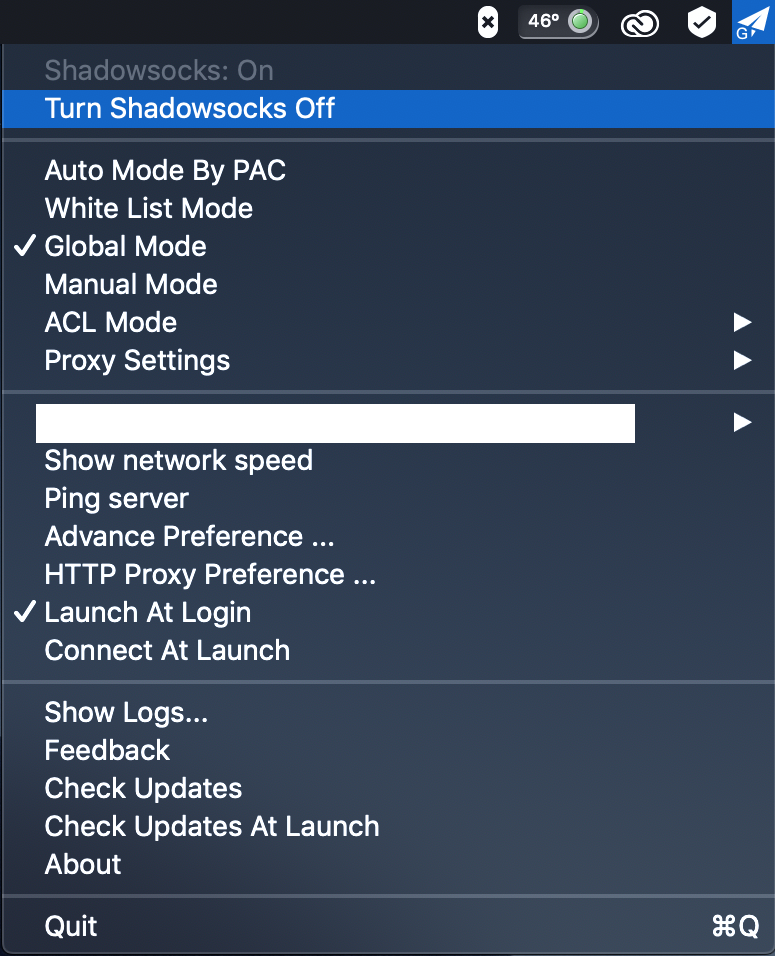 46°
G
Shadowsocks: On
Turn Shadowsocks Off
Auto Mode By PAC
White List Mode
✓ Global Mode
Manual Mode
ACL Mode ▶
Proxy Settings ▶
Show network speed
Ping server
Advance Preference ...
HTTP Proxy Preference ...
✓ Launch At Login
Connect At Launch
Show Logs...
Feedback
Check Updates
Check Updates At Launch
About
Quit ⌘Q